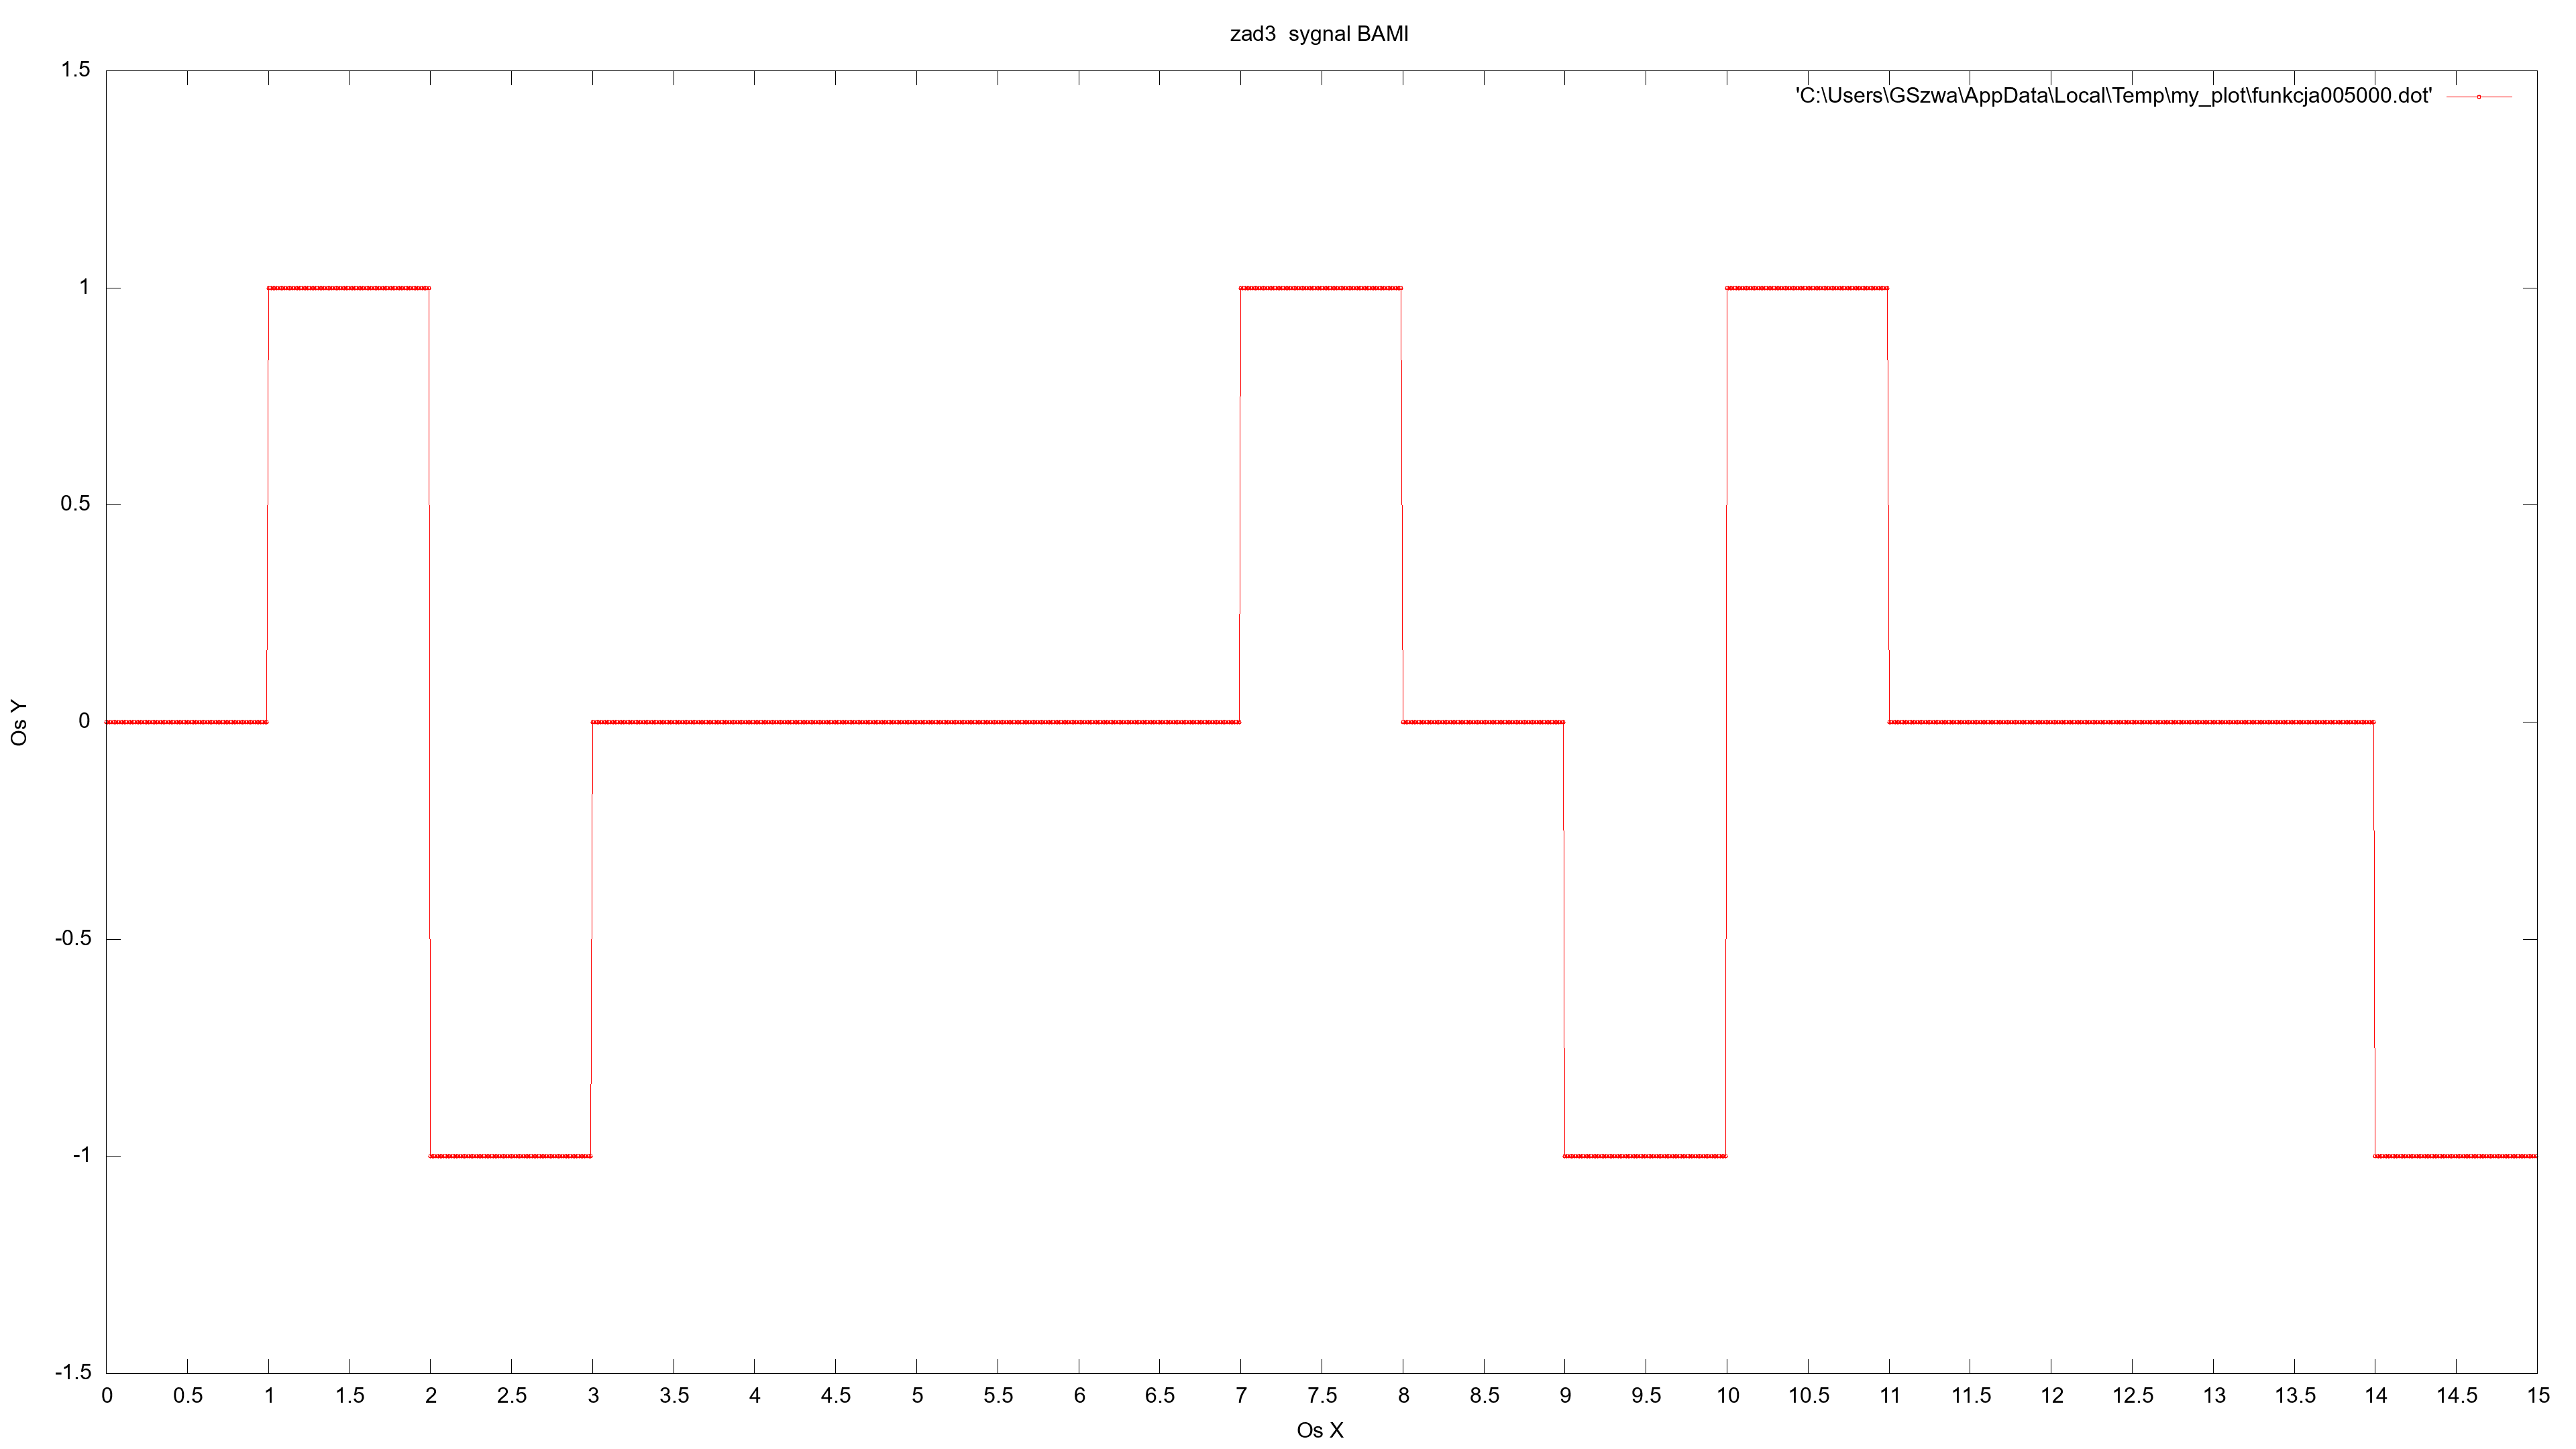 zad3 sygnal BAMI
'C:\Users\GSzwa\AppData\Local\Temp\my_plot\funkcja005000.dot'
1.5
1
0.5
0
-0.5
-1
-1.5
Os Y
0 0.5 1 1.5 2 2.5 3 3.5 4 4.5 5 5.5 6 6.5 7 7.5 8 8.5 9 9.5 10 10.5 11 11.5 12 12.5 13 13.5 14 14.5 15
Os X